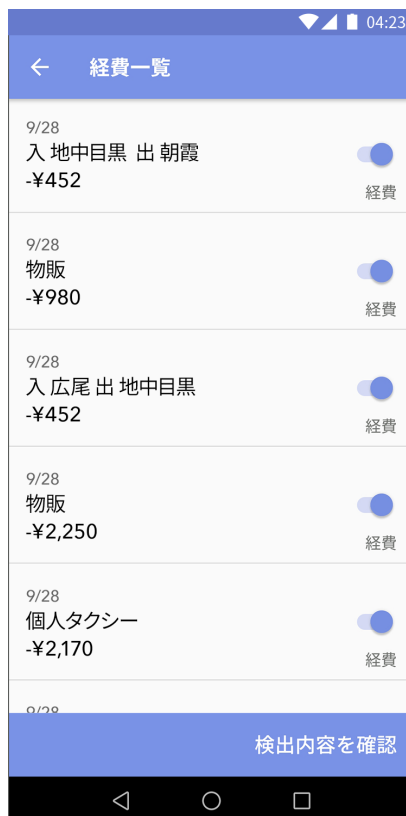 04:23
経費一覧
9/28
入 地中目黒 出 朝霞
-¥452
経費
9/28
物販
-¥980
経費
9/28
入 広尾 出 地中目黒
-¥452
経費
9/28
物販
-¥2,250
経費
9/28
個人タクシー
-¥2,170
経費
9/28
検出内容を確認